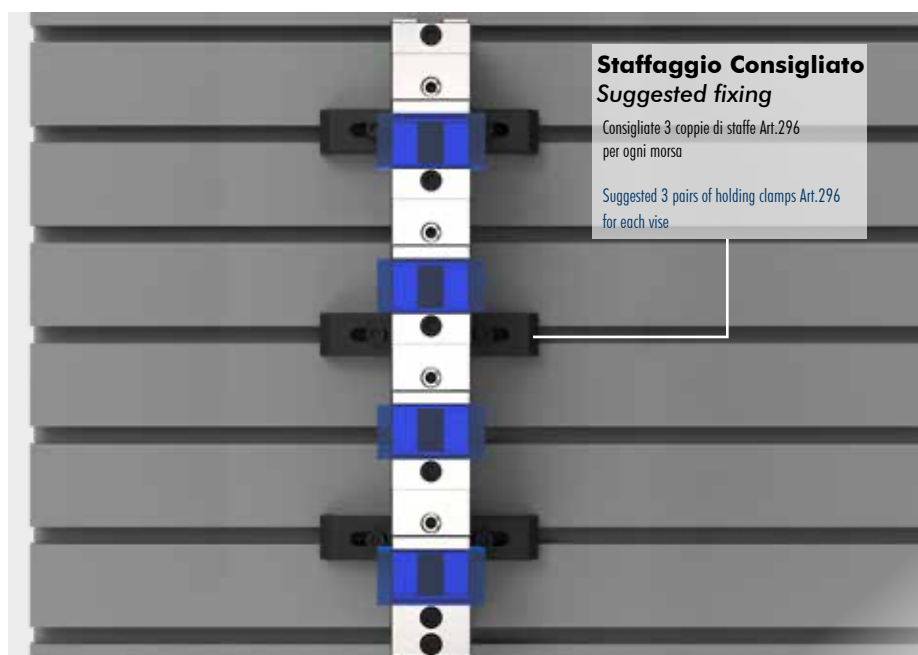 Staffaggio Consigliato
Suggested fixing
Consigliate 3 coppie di staffe Art.296
per ogni morsa
Suggested 3 pairs of holding clamps Art.296
for each vise